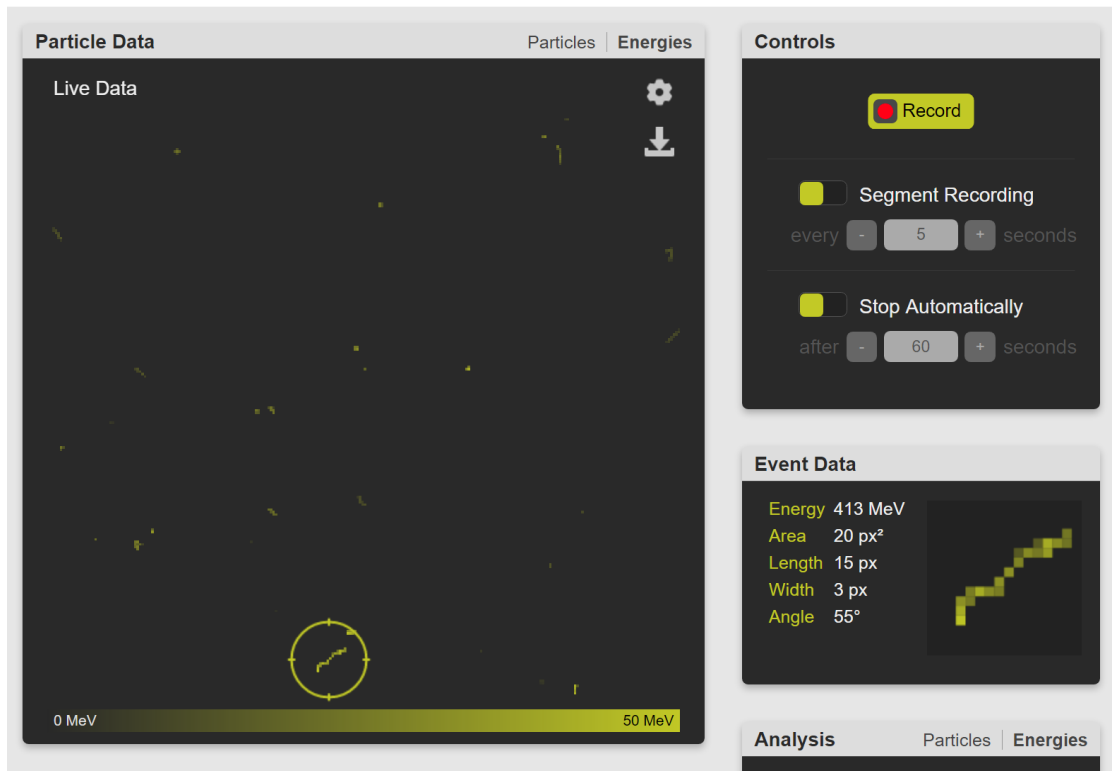 Particle Data
Particles Energies
Live Data
0 MeV
50 MeV
Controls
Record
Segment Recording
every - 5 + seconds
Stop Automatically
after - 60 + seconds
Event Data
Energy 413 MeV
Area 20 px²
Length 15 px
Width 3 px
Angle 55°
Analysis
Particles Energies